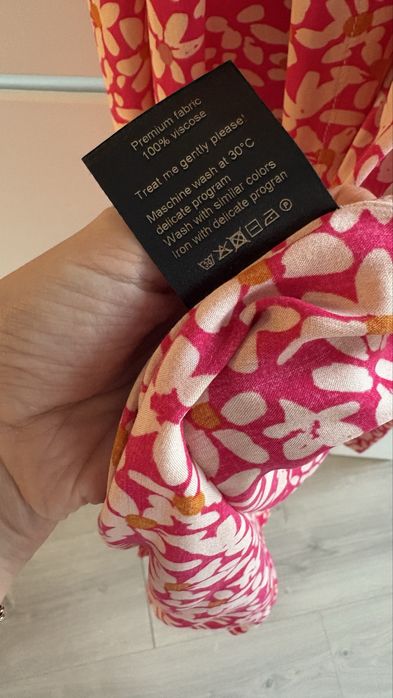 Premium fabric
100% viscose
Treat me gently please'
Maschine wash at 30°C
delicate program
Wash with similar colors
Iron with delicate progran